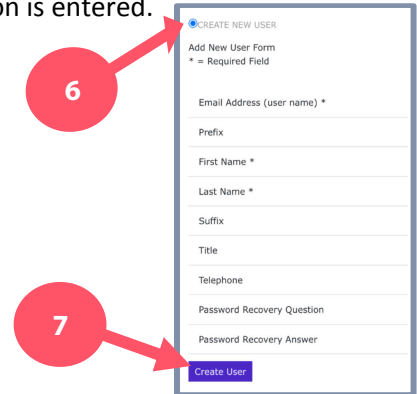 on is entered.
6
CREATE NEW USER
Add New User Form
* = Required Field
Email Address (user name) *
Prefix
First Name *
Last Name *
Suffix
Title
Telephone
Password Recovery Question
Password Recovery Answer
7
Create User